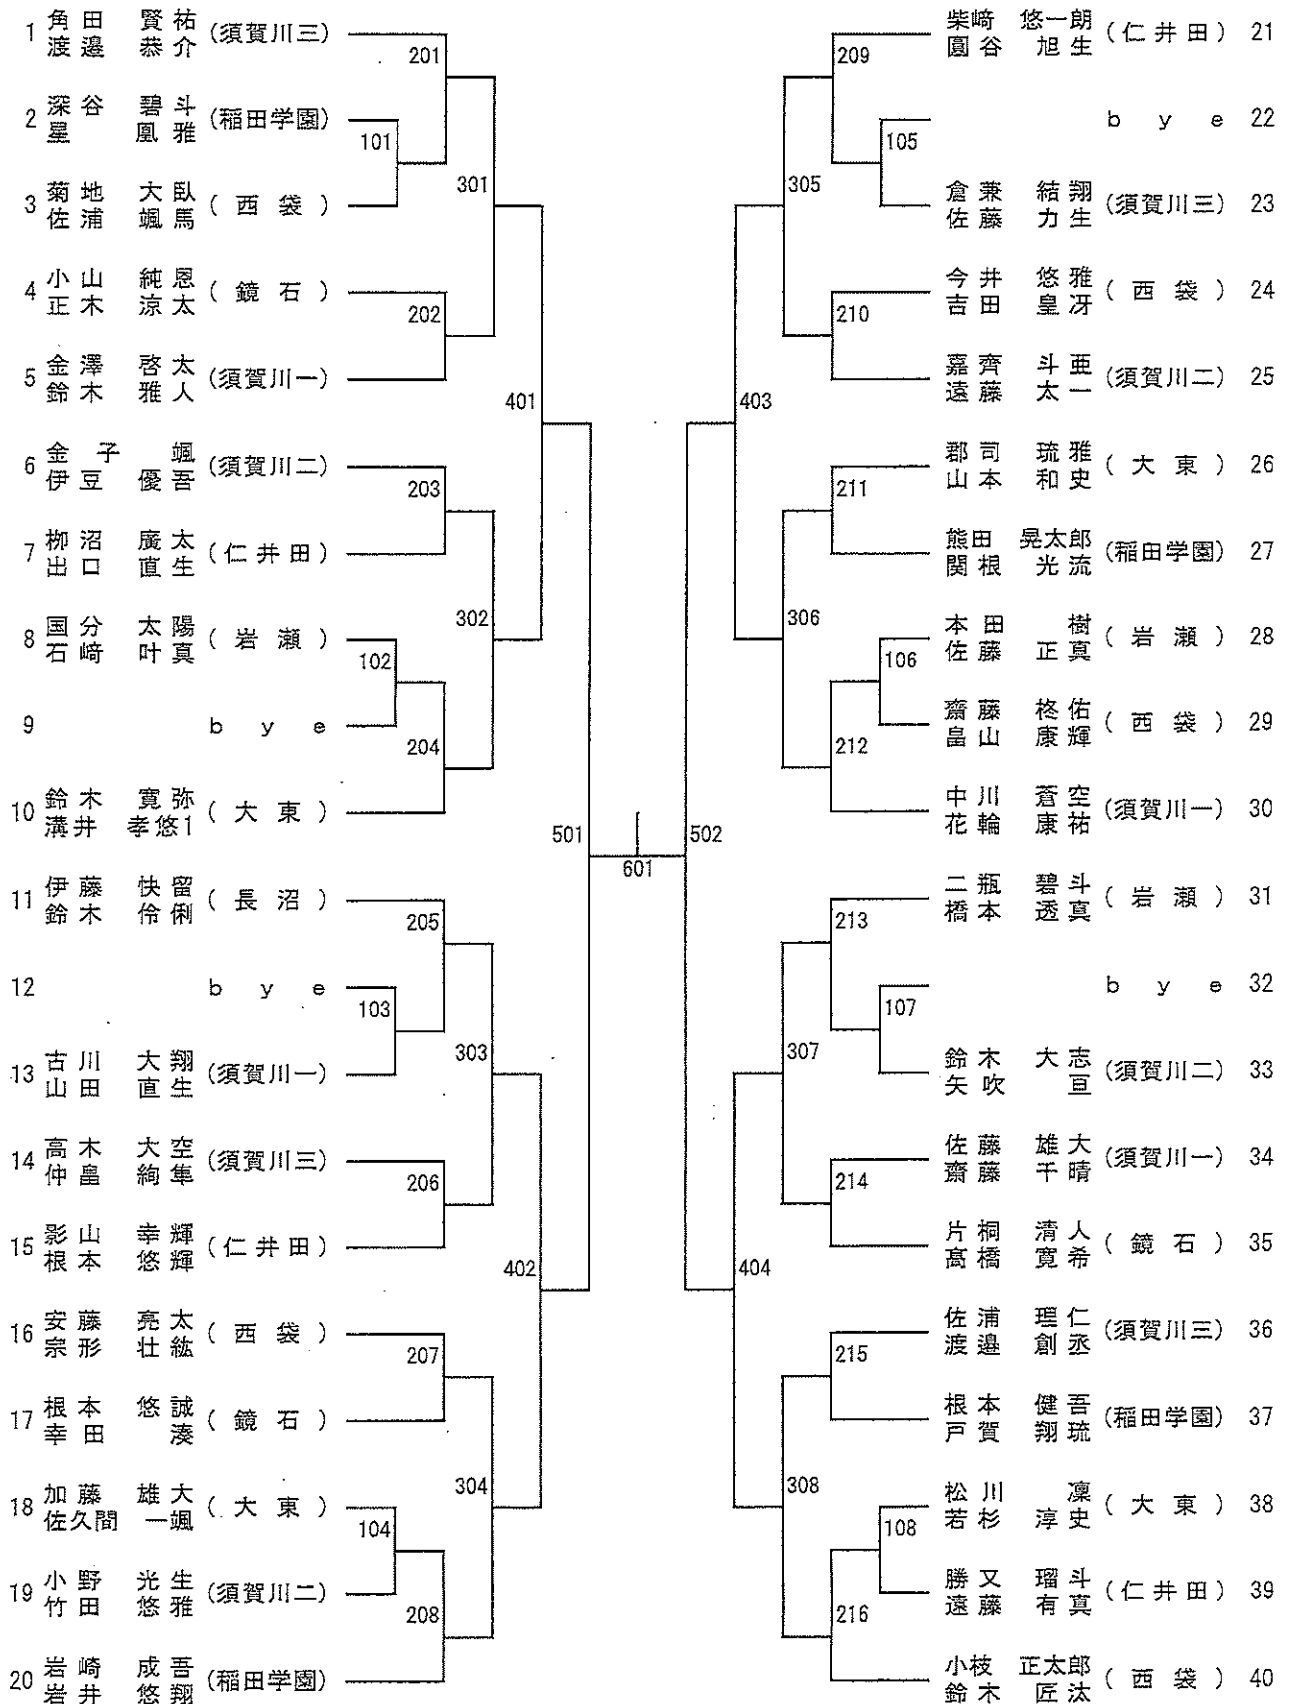 1 角田 賢祐 (須賀川三)
渡邉 恭介
201
2 深谷 碧斗 (稲田学園)
星 凰雅
101
301
3 菊地 大臥 (西袋)
佐浦 颯馬
4 小山 純恩 (鏡石)
正木 涼太
202
5 金澤 啓太 (須賀川一)
鈴木 雅人
401
6 金子 颯 (須賀川二)
伊豆 優吾
203
7 栁沼 廣太 (仁井田)
出口 直生
302
8 国分 太陽 (岩瀬)
石﨑 叶真
102
9 bye
204
10 鈴木 寛弥 (大東)
溝井 孝悠1
501
11 伊藤 快留 (長沼)
鈴木 伶俐
205
12 bye
103
303
13 古川 大翔 (須賀川一)
山田 直生
14 高木 大空 (須賀川三)
仲畠 絢隼
206
15 影山 幸輝 (仁井田)
根本 悠輝
402
16 安藤 亮太 (西袋)
宗形 壮紘
207
17 根本 悠誠 (鏡石)
幸田 湊
304
18 加藤 雄大 (大東)
佐久間 一颯
104
19 小野 光生 (須賀川二)
竹田 悠雅
208
20 岩崎 成吾 (稲田学園)
岩井 悠翔
601
柴﨑 悠一朗 (仁井田) 21
圓谷 旭生
209
bye 22
105
305
倉兼 結翔 (須賀川三) 23
佐藤 力生
今井 悠雅 (西袋) 24
吉田 皇冴
210
嘉齊 斗亜 (須賀川二) 25
遠藤 太一
403
郡司 琉雅 (大東) 26
山本 和史
211
熊田 晃太郎 (稲田学園) 27
関根 光流
306
本田 樹 (岩瀬) 28
佐藤 正真
106
齋藤 柊佑 (西袋) 29
畠山 康輝
212
中川 蒼空 (須賀川一) 30
花輪 康祐
502
二瓶 碧斗 (岩瀬) 31
橋本 透真
213
bye 32
107
307
鈴木 大志 (須賀川二) 33
矢吹 亘
佐藤 雄大 (須賀川一) 34
齋藤 千晴
214
片桐 清人 (鏡石) 35
髙橋 寛希
404
佐浦 理仁 (須賀川三) 36
渡邉 創丞
215
根本 健吾 (稲田学園) 37
戸賀 翔琉
308
松川 凜 (大東) 38
若杉 淳史
108
勝又 瑠斗 (仁井田) 39
遠藤 有真
216
小枝 正太郎 (西袋) 40
鈴木 匠汰